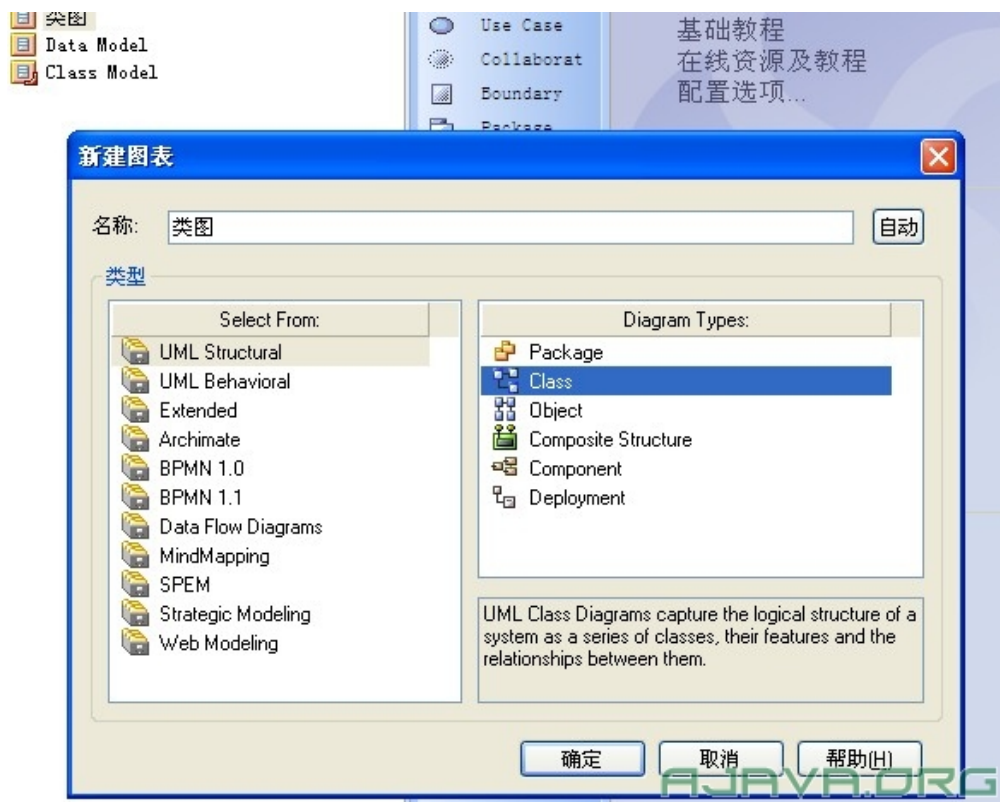 类图
Data Model
Class Model
Use Case
Collaborat
Boundary
Package
基础教程
在线资源及教程
配置选项...
新建图表
名称:
类图
自动
类型
Select From:
UML Structural
UML Behavioral
Extended
Archimate
BPMN 1.0
BPMN 1.1
Data Flow Diagrams
MindMapping
SPEM
Strategic Modeling
Web Modeling
Diagram Types:
Package
Class
Object
Composite Structure
Component
Deployment
UML Class Diagrams capture the logical structure of a
system as a series of classes, their features and the
relationships between them.
确定
取消
帮助(H)
AJAVA.ORG